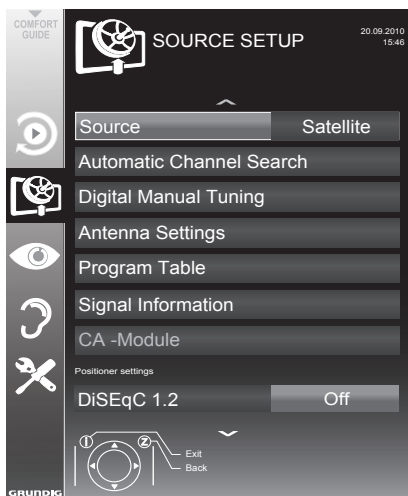 COMFORT
GUIDE
SOURCE SETUP
20.09.2010
15:46
Source Satellite
Automatic Channel Search
Digital Manual Tuning
Antenna Settings
Program Table
Signal Information
CA -Module
Positioner settings
DiSEqC 1.2 Off
Z
Exit
Back
GRUNDIG